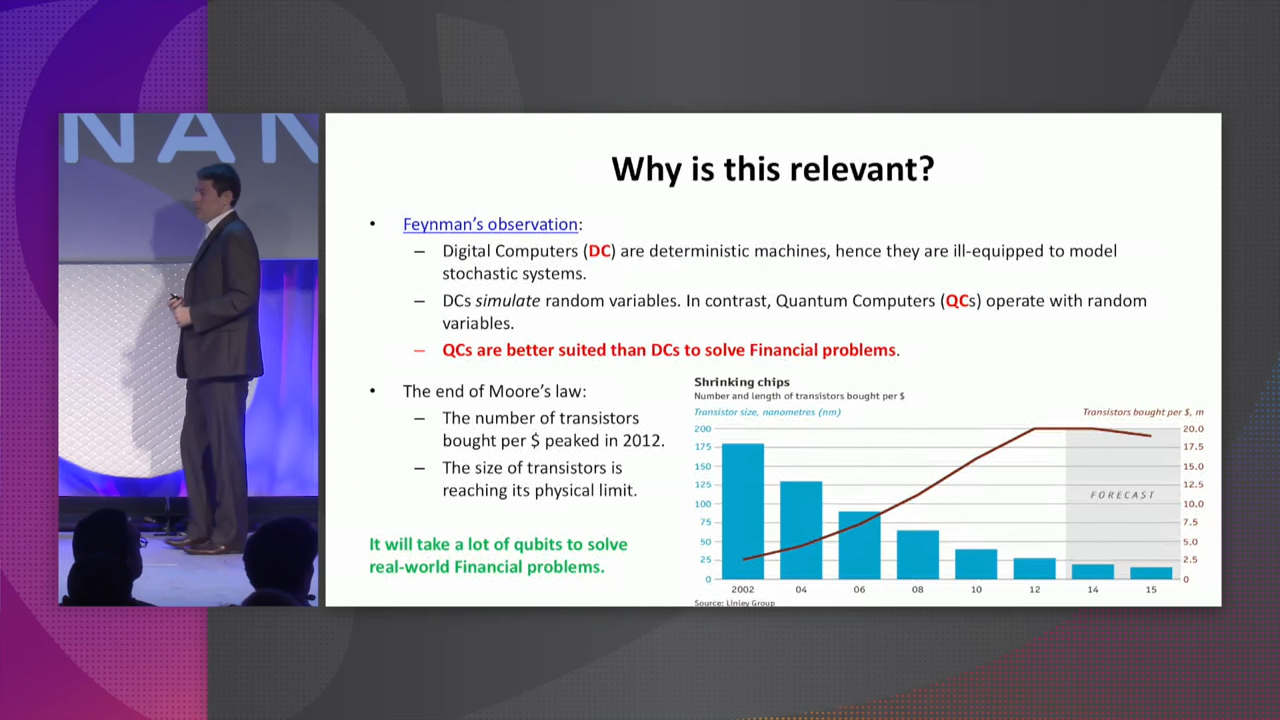 NAN
Why is this relevant?
• Feynman's observation:
– Digital Computers (DC) are deterministic machines, hence they are ill-equipped to model
stochastic systems.
– DCs simulate random variables. In contrast, Quantum Computers (QCs) operate with random
variables.
– QCs are better suited than DCs to solve Financial problems.
• The end of Moore's law:
– The number of transistors
bought per $ peaked in 2012.
– The size of transistors is
reaching its physical limit.
It will take a lot of qubits to solve
real-world Financial problems.
Shrinking chips
Number and length of transistors bought per $
Transistor size, nanometres (nm) Transistors bought per $, m
200 20.0
175 17.5
150 15.0
125 12.5
FORECAST
100 10.0
75 7.5
50 5.0
25 2.5
0 0
2002 04 06 08 10 12 14 15
Source: Linley Group